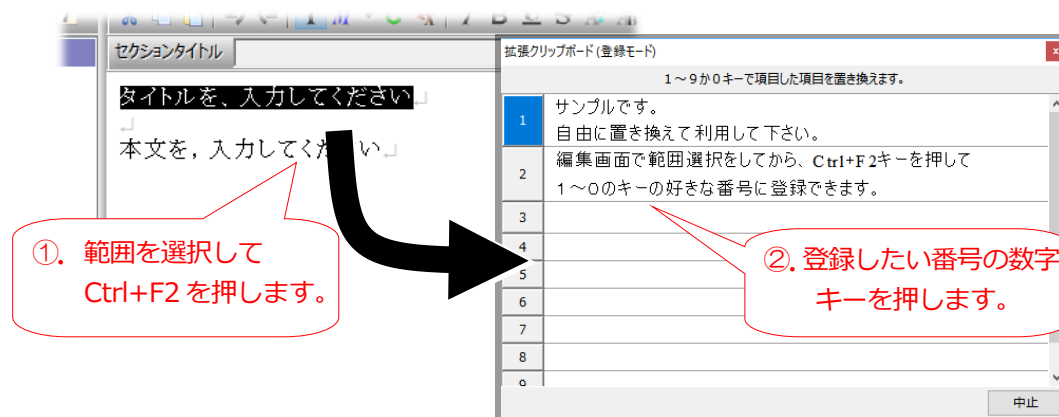 セクションタイトル
タイトルを、入力してください
本文を，入力してく い
①．範囲を選択して
Ctrl+F2 を押します。
拡張クリップボード(登録モード)
1～9か0キーで項目した項目を置き換えます。
1
サンプルです。
自由に置き換えて利用して下さい。
2
編集画面で範囲選択をしてから、Ctrl+F2キーを押して
1～0のキーの好きな番号に登録できます。
3
4
5
6
7
8
9
②．登録したい番号の数字
キーを押します。
中止